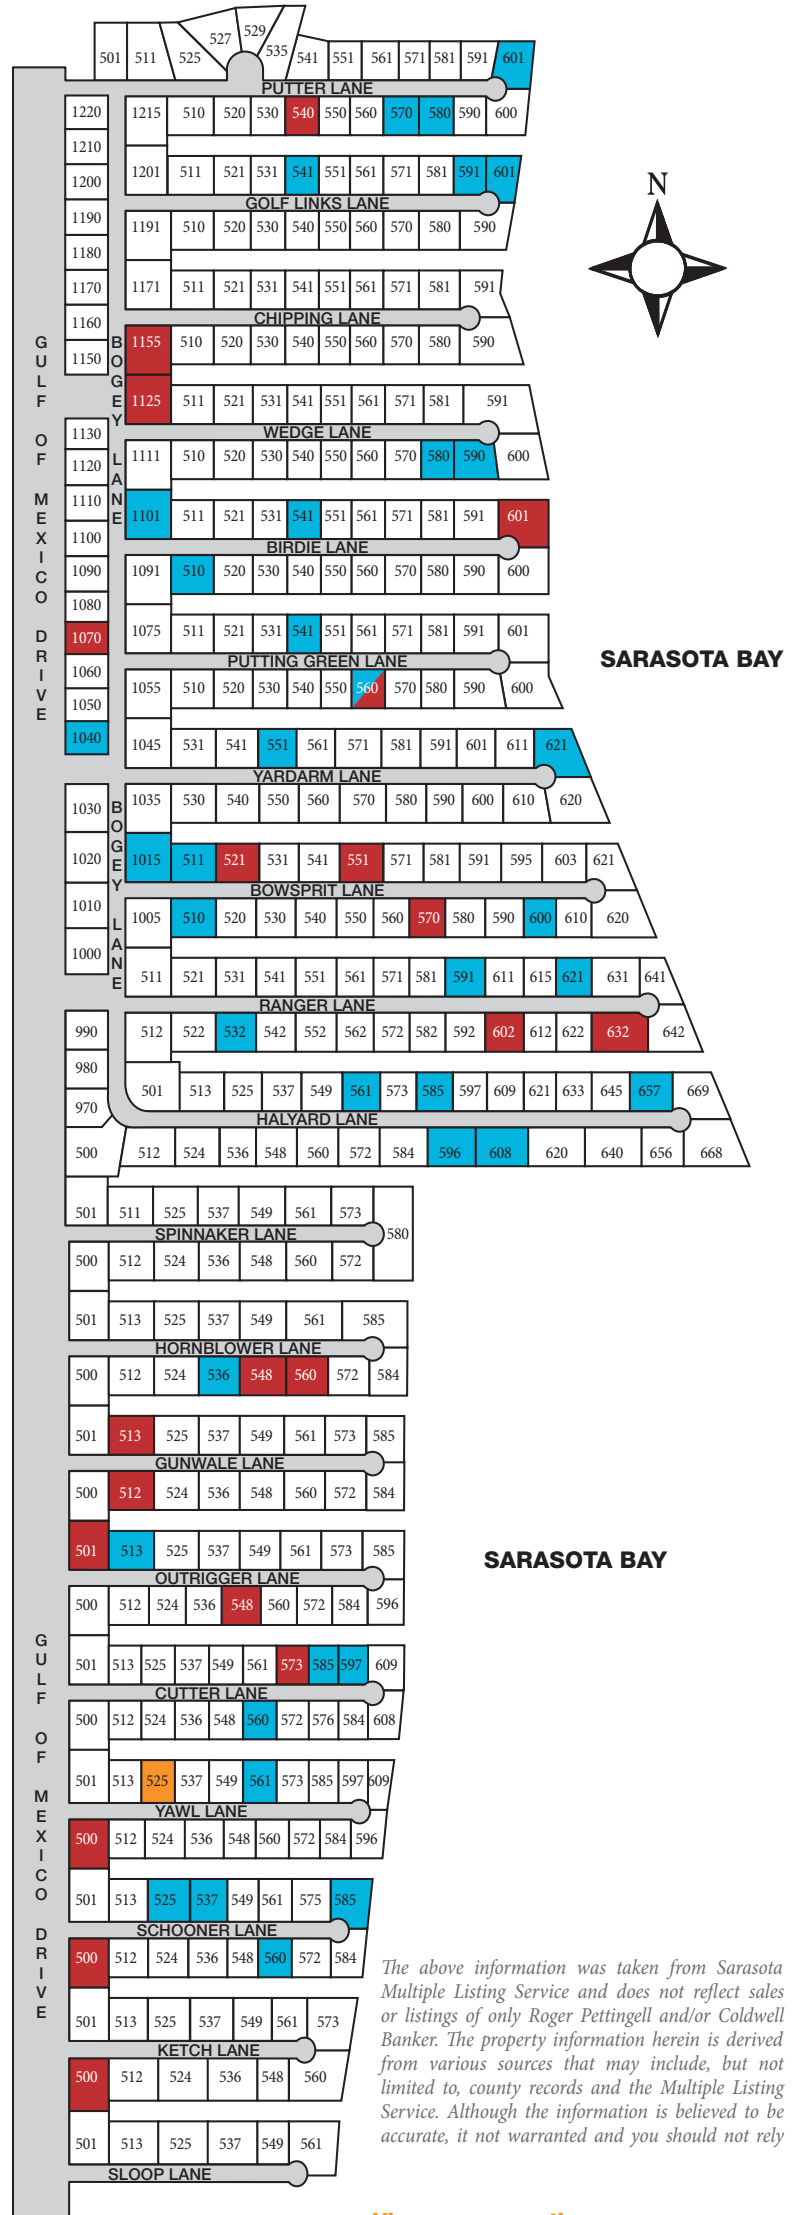 501 511 525 527 529 535 541 551 561 571 581 591 601
PUTTER LANE
1220 1215 510 520 530 540 550 560 570 580 590 600
1210
1200 1201 511 521 531 541 551 561 571 581 591 601
GOLF LINKS LANE
1190 1191 510 520 530 540 550 560 570 580 590
1180
1170 1171 511 521 531 541 551 561 571 581 591
CHIPPING LANE
1160
1150 1155 510 520 530 540 550 560 570 580 590
1125 511 521 531 541 551 561 571 581 591
WEDGE LANE
1130
1120 1111 510 520 530 540 550 560 570 580 590 600
1110 1101 511 521 531 541 551 561 571 581 591 601
BIRDIE LANE
1100
1090 1091 510 520 530 540 550 560 570 580 590 600
1080
1070 1075 511 521 531 541 551 561 571 581 591 601
PUTTING GREEN LANE
SARASOTA BAY
1060 1055 510 520 530 540 550 560 570 580 590 600
1050
1040 1045 531 541 551 561 571 581 591 601 611 621
YARDARM LANE
GULF OF MEXICO DRIVE
BOGEY LANE
1030 1035 530 540 550 560 570 580 590 600 610 620
1020 1015 511 521 531 541 551 571 581 591 595 603 621
BOWSPRIT LANE
1010 1005 510 520 530 540 550 560 570 580 590 600 610 620
1000 511 521 531 541 551 561 571 581 591 611 615 621 631 641
RANGER LANE
BOGEY LANE
990 512 522 532 542 552 562 572 582 592 602 612 622 632 642
980
970 501 513 525 537 549 561 573 585 597 609 621 633 645 657 669
HALYARD LANE
500 512 524 536 548 560 572 584 596 608 620 640 656 668
501 511 525 537 549 561 573 580
SPINNAKER LANE
500 512 524 536 548 560 572
501 513 525 537 549 561 585
HORNBLOWER LANE
500 512 524 536 548 560 572 584
501 513 525 537 549 561 573 585
GUNWALE LANE
500 512 524 536 548 560 572 584
501 513 525 537 549 561 573 585
OUTRIGGER LANE
SARASOTA BAY
500 512 524 536 548 560 572 584 596
501 513 525 537 549 561 573 585 597 609
CUTTER LANE
500 512 524 536 548 560 572 576 584 608
501 513 525 537 549 561 573 585 597 609
YAWL LANE
500 512 524 536 548 560 572 584 596
501 513 525 537 549 561 575 585
SCHOONER LANE
500 512 524 536 548 560 572 584
501 513 525 537 549 561 573
KETCH LANE
500 512 524 536 548 560
501 513 525 537 549 561
SLOOP LANE
GULF OF MEXICO DRIVE
N
The above information was taken from Sarasota
Multiple Listing Service and does not reflect sales
or listings of only Roger Pettingell and/or Coldwell
Banker. The property information herein is derived
from various sources that may include, but not
limited to, county records and the Multiple Listing
Service. Although the information is believed to be
accurate, it not warranted and you should not rely